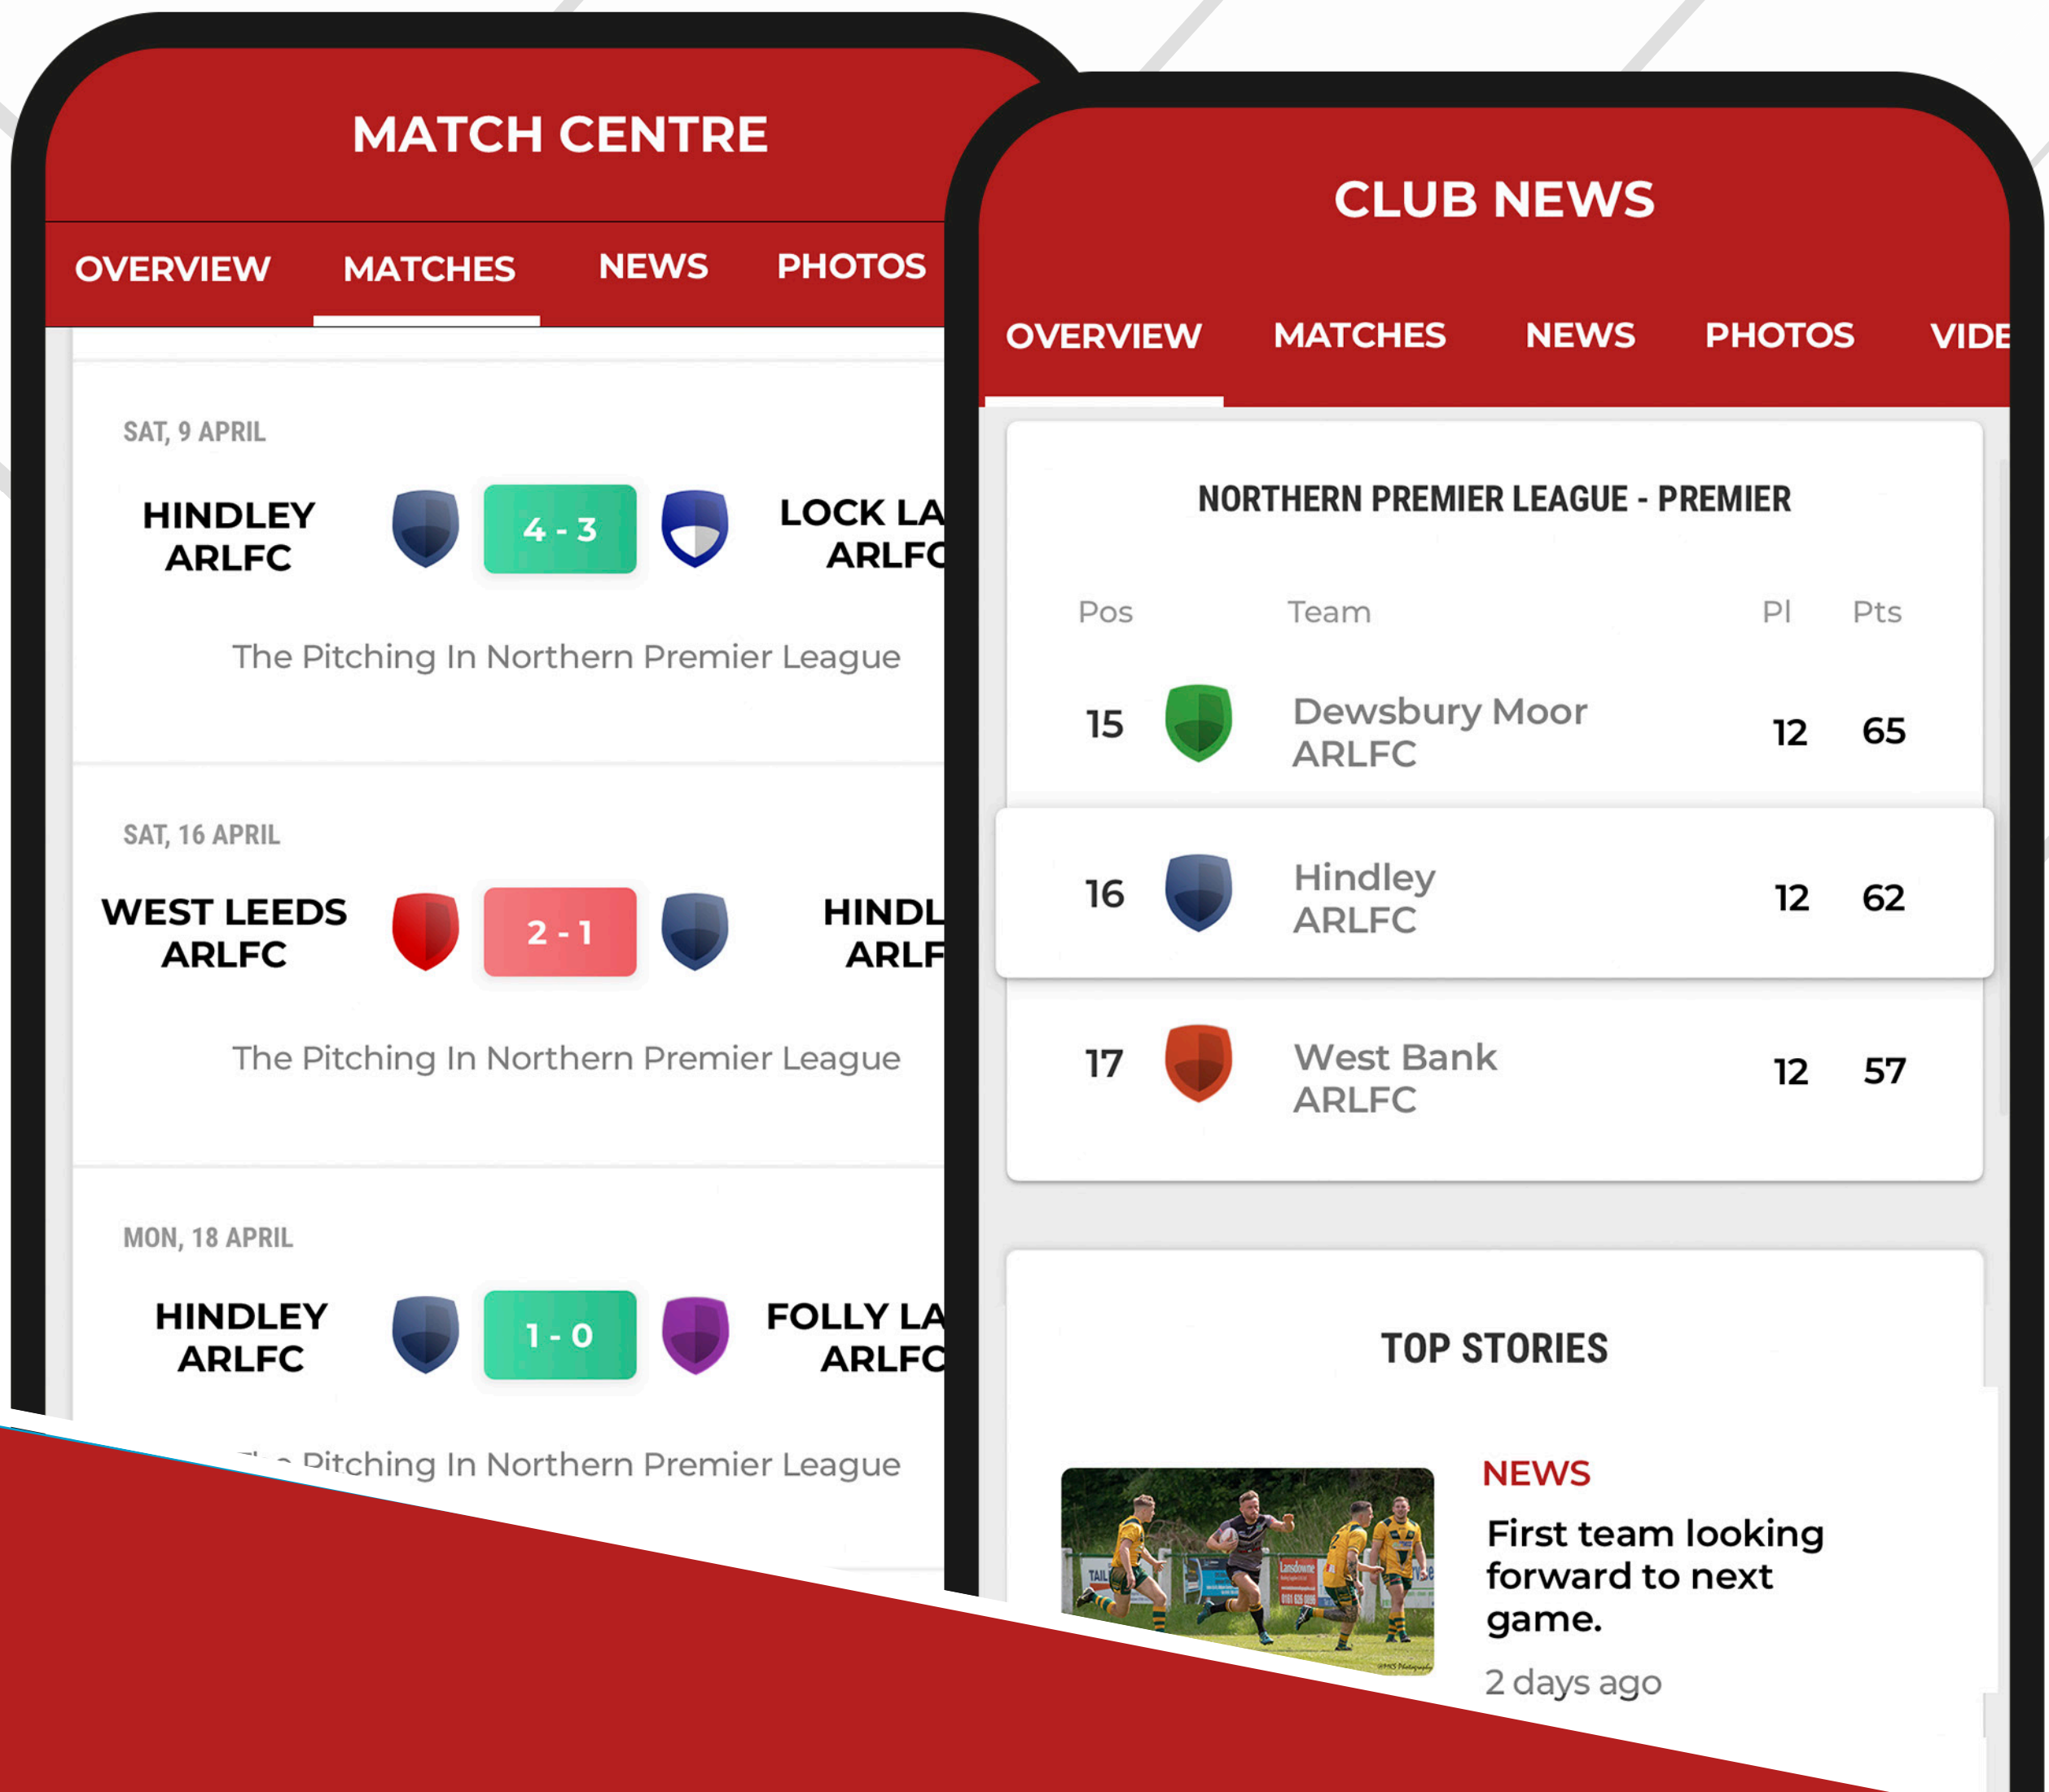 MATCH CENTRE
OVERVIEW MATCHES NEWS PHOTOS
SAT, 9 APRIL
HINDLEY
ARLFC
4 - 3
LOCK LA
ARLFC
The Pitching In Northern Premier League
SAT, 16 APRIL
WEST LEEDS
ARLFC
2 - 1
HINDL
ARLF
The Pitching In Northern Premier League
MON, 18 APRIL
HINDLEY
ARLFC
1 - 0
FOLLY LA
ARLFC
Pitching In Northern Premier League
CLUB NEWS
OVERVIEW MATCHES NEWS PHOTOS VIDE
NORTHERN PREMIER LEAGUE - PREMIER
Pos Team Pl Pts
15 Dewsbury Moor
ARLFC 12 65
16 Hindley
ARLFC 12 62
17 West Bank
ARLFC 12 57
TOP STORIES
TAIL
Lansdowne
NEWS
First team looking
forward to next
game.
2 days ago